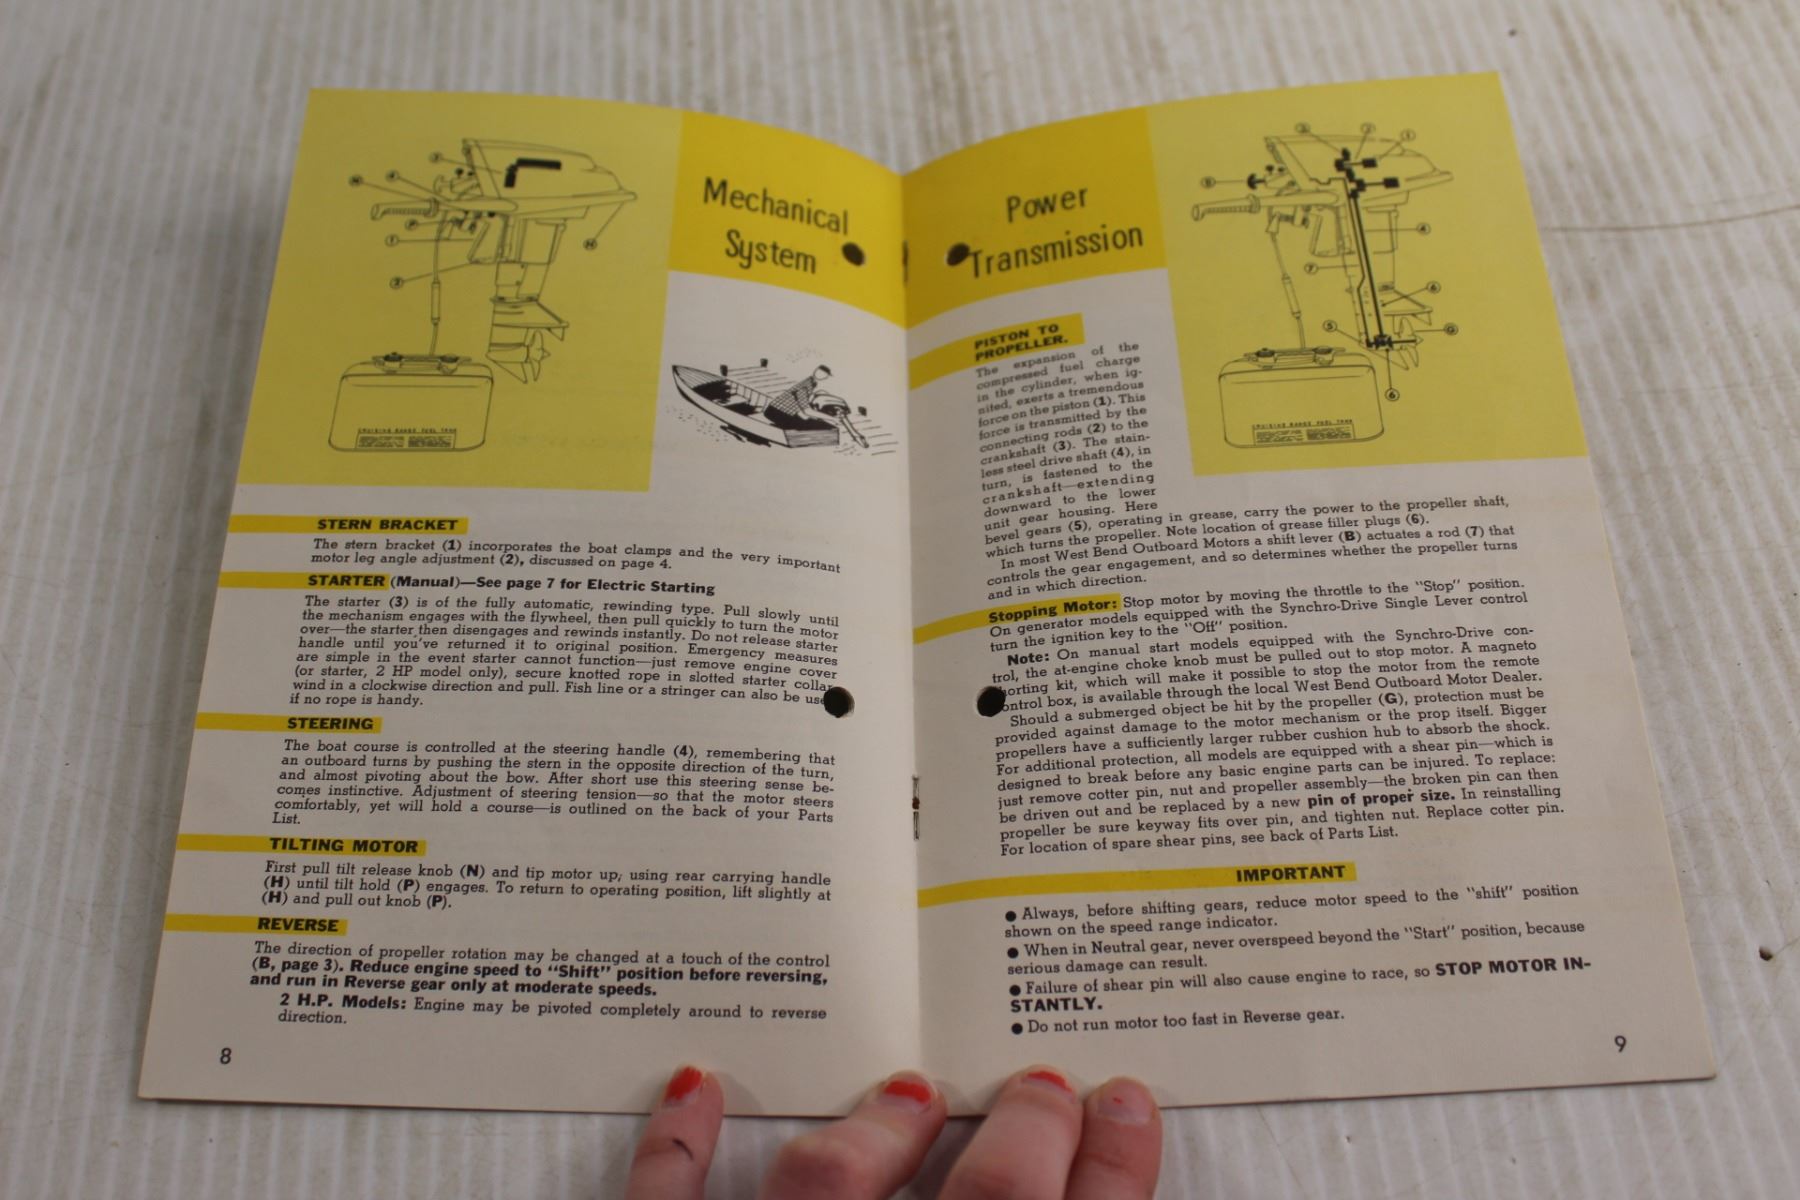 Mechanical
System
CRUISING RANGE FUEL TANK
STERN BRACKET
The stern bracket (1) incorporates the boat clamps and the very important
motor leg angle adjustment (2), discussed on page 4.
STARTER (Manual)—See page 7 for Electric Starting
The starter (3) is of the fully automatic, rewinding type. Pull slowly until
the mechanism engages with the flywheel, then pull quickly to turn the motor
over—the starter then disengages and rewinds instantly. Do not release starter
handle until you've returned it to original position. Emergency measures
are simple in the event starter cannot function—just remove engine cover
(or starter, 2 HP model only), secure knotted rope in slotted starter collar
wind in a clockwise direction and pull. Fish line or a stringer can also be use
if no rope is handy.
STEERING
The boat course is controlled at the steering handle (4), remembering that
an outboard turns by pushing the stern in the opposite direction of the turn,
and almost pivoting about the bow. After short use this steering sense be-
comes instinctive. Adjustment of steering tension—so that the motor steers
comfortably, yet will hold a course—is outlined on the back of your Parts
List.
TILTING MOTOR
First pull tilt release knob (N) and tip motor up, using rear carrying handle
(H) until tilt hold (P) engages. To return to operating position, lift slightly at
(H) and pull out knob (P).
REVERSE
The direction of propeller rotation may be changed at a touch of the control
(B, page 3). Reduce engine speed to "Shift" position before reversing,
and run in Reverse gear only at moderate speeds.
2 H.P. Models: Engine may be pivoted completely around to reverse
direction.
8
Power
Transmission
CRUISING RANGE FUEL TANK
PISTON TO
PROPELLER.
The expansion of the
compressed fuel charge
in the cylinder, when ig-
nited, exerts a tremendous
force on the piston (1). This
force is transmitted by the
connecting rods (2) to the
crankshaft (3). The stain-
less steel drive shaft (4), in
turn, is fastened to the
crankshaft—extending
downward to the lower
unit gear housing. Here
bevel gears (5), operating in grease, carry the power to the propeller shaft,
which turns the propeller. Note location of grease filler plugs (6).
In most West Bend Outboard Motors a shift lever (B) actuates a rod (7) that
controls the gear engagement, and so determines whether the propeller turns
and in which direction.
Stopping Motor: Stop motor by moving the throttle to the "Stop" position.
On generator models equipped with the Synchro-Drive Single Lever control
turn the ignition key to the "Off" position.
Note: On manual start models equipped with the Synchro-Drive con-
trol, the at-engine choke knob must be pulled out to stop motor. A magneto
horting kit, which will make it possible to stop the motor from the remote
ontrol box, is available through the local West Bend Outboard Motor Dealer.
Should a submerged object be hit by the propeller (G), protection must be
provided against damage to the motor mechanism or the prop itself. Bigger
propellers have a sufficiently larger rubber cushion hub to absorb the shock.
For additional protection, all models are equipped with a shear pin—which is
designed to break before any basic engine parts can be injured. To replace:
just remove cotter pin, nut and propeller assembly—the broken pin can then
be driven out and be replaced by a new pin of proper size. In reinstalling
propeller be sure keyway fits over pin, and tighten nut. Replace cotter pin.
For location of spare shear pins, see back of Parts List.
IMPORTANT
● Always, before shifting gears, reduce motor speed to the "shift" position
shown on the speed range indicator.
● When in Neutral gear, never overspeed beyond the "Start" position, because
serious damage can result.
● Failure of shear pin will also cause engine to race, so STOP MOTOR IN-
STANTLY.
● Do not run motor too fast in Reverse gear.
9